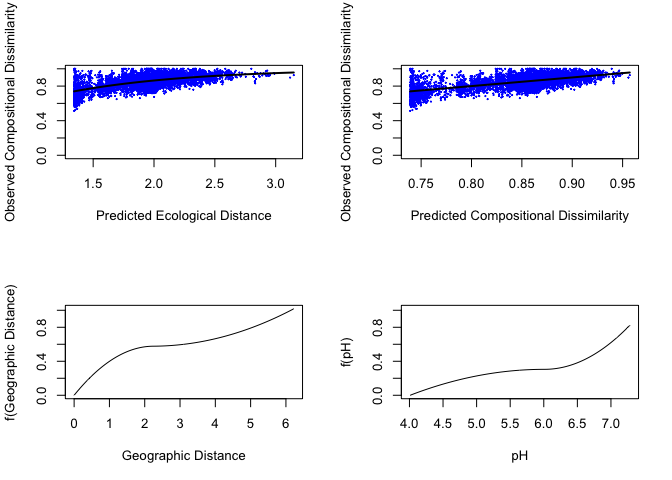 Observed Compositional Dissimilarity
0.0 0.4 0.8
1.5 2.0 2.5 3.0
Predicted Ecological Distance
Observed Compositional Dissimilarity
0.0 0.4 0.8
0.75 0.80 0.85 0.90 0.95
Predicted Compositional Dissimilarity
f(Geographic Distance)
0.0 0.4 0.8
0 1 2 3 4 5 6
Geographic Distance
f(pH)
0.0 0.4 0.8
4.0 4.5 5.0 5.5 6.0 6.5 7.0
pH